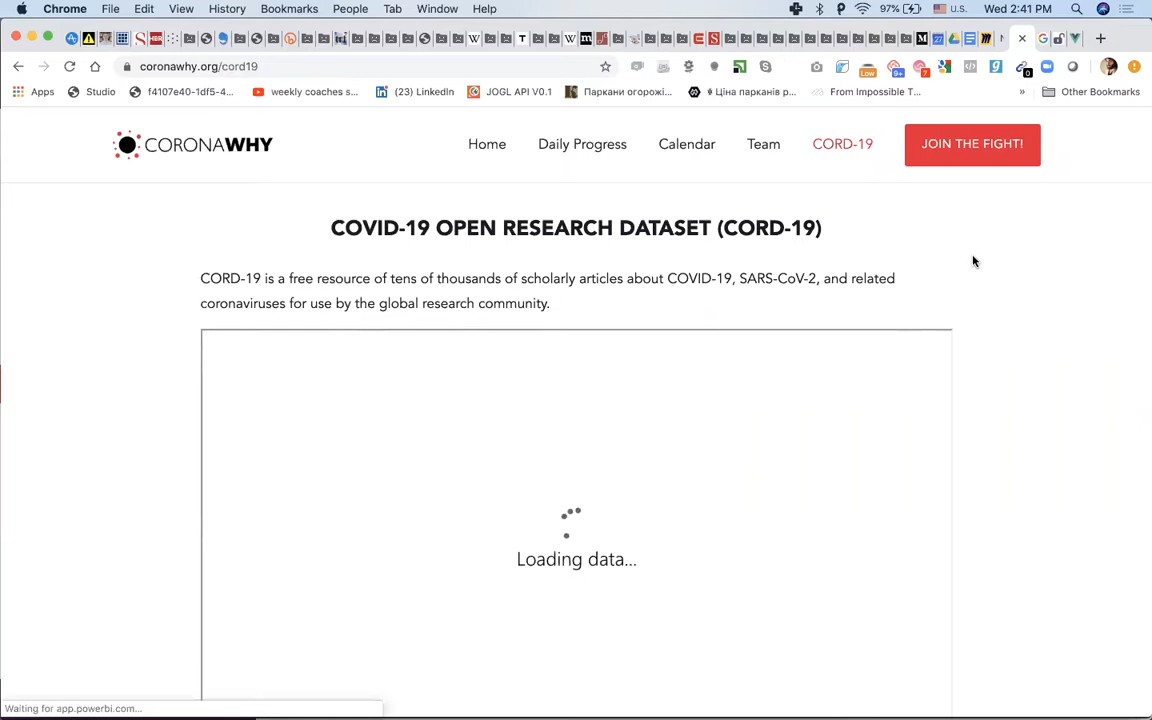 Chrome File Edit View History Bookmarks People Tab Window Help 97% U.S. Wed 2:41 PM
coronawhy.org/cord19
Low 9+ 7 0
Apps Studio f4107e40-1df5-4... weekly coaches s... (23) LinkedIn JOGL API V0.1 Паркани огорожі... Ціна парканів р... From Impossible T... » Other Bookmarks
CORONAWHY Home Daily Progress Calendar Team CORD-19 JOIN THE FIGHT!
COVID-19 OPEN RESEARCH DATASET (CORD-19)
CORD-19 is a free resource of tens of thousands of scholarly articles about COVID-19, SARS-CoV-2, and related
coronaviruses for use by the global research community.
Loading data...
Waiting for app.powerbi.com...